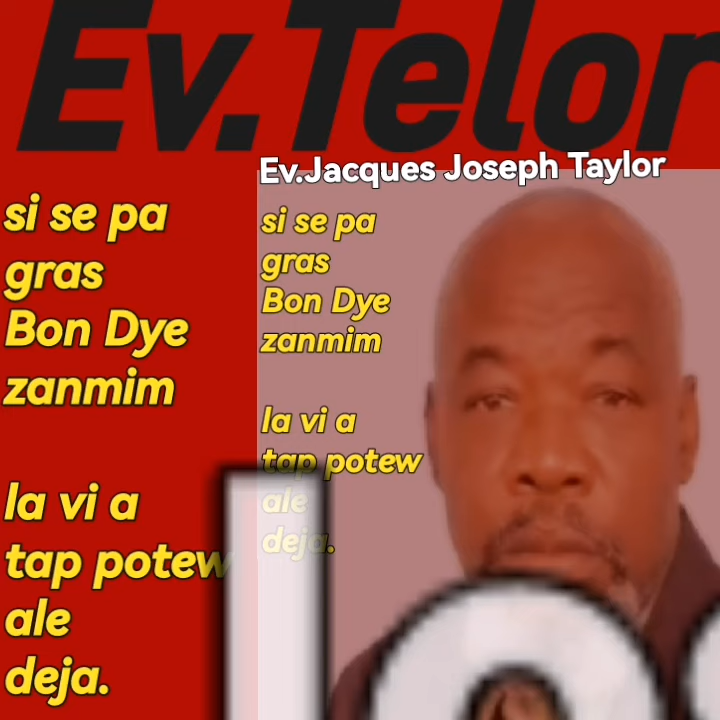 Ev.Telor
Ev.Jacques Joseph Taylor
si se pa
gras
Bon Dye
zanmim
la vi a
tap potew
ale
deja.
si se pa
gras
Bon Dye
zanmim
la vi a
tap potew
ale
deja.